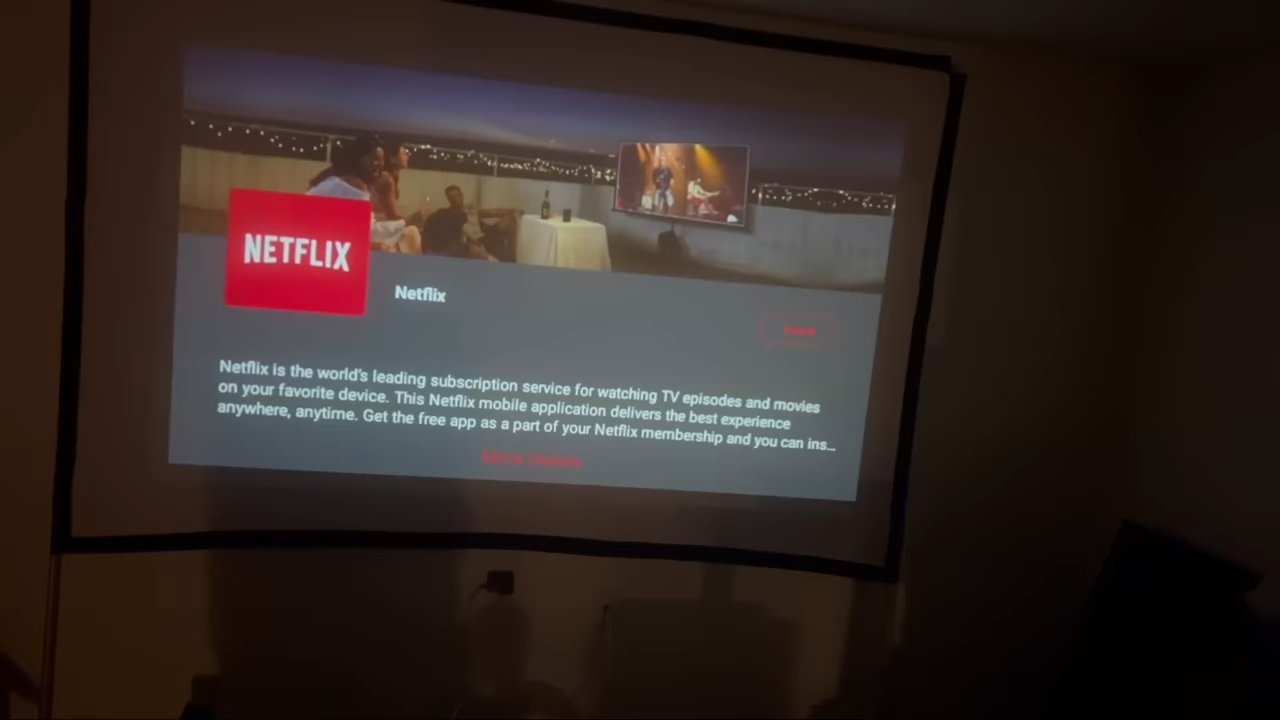 NETFLIX
Netflix
Netflix is the world's leading subscription service for watching TV episodes and movies
on your favorite device. This Netflix mobile application delivers the best experience
anywhere, anytime. Get the free app as a part of your Netflix membership and you can ins...
More Details